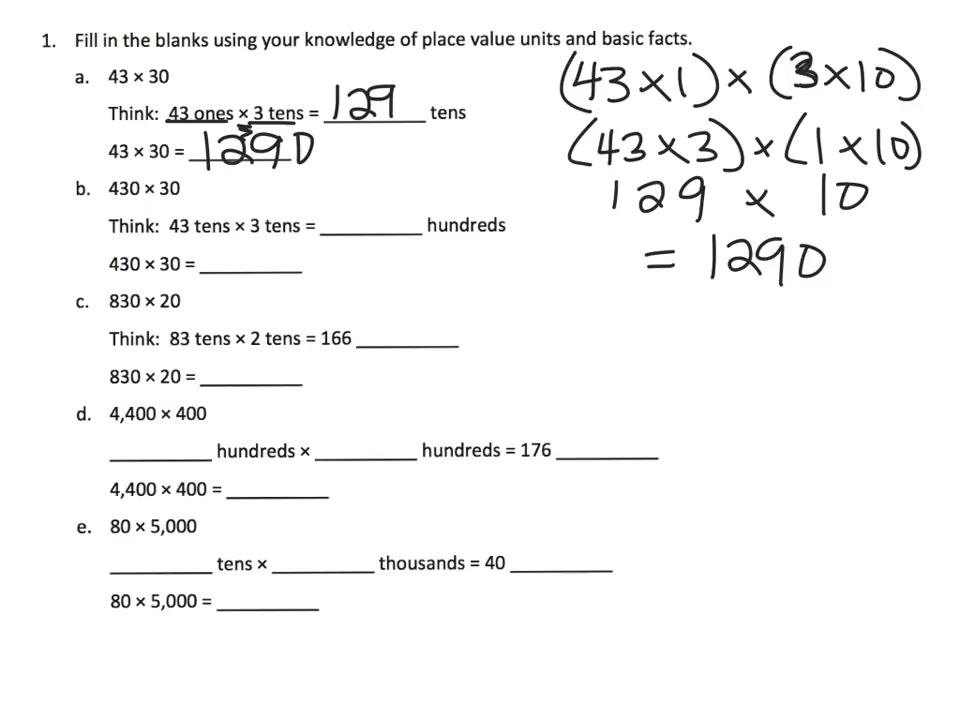 1. Fill in the blanks using your knowledge of place value units and basic facts.
a. 43 × 30
Think: 43 ones × 3 tens = 129 tens
43 × 30 = 1290
b. 430 × 30
Think: 43 tens × 3 tens = __________ hundreds
430 × 30 = __________
c. 830 × 20
Think: 83 tens × 2 tens = 166 __________
830 × 20 = __________
d. 4,400 × 400
__________ hundreds × __________ hundreds = 176 __________
4,400 × 400 = __________
e. 80 × 5,000
__________ tens × __________ thousands = 40 __________
80 × 5,000 = __________
(43 × 1) × (3 × 10)
(43 × 3) × (1 × 10)
129 × 10
= 1290